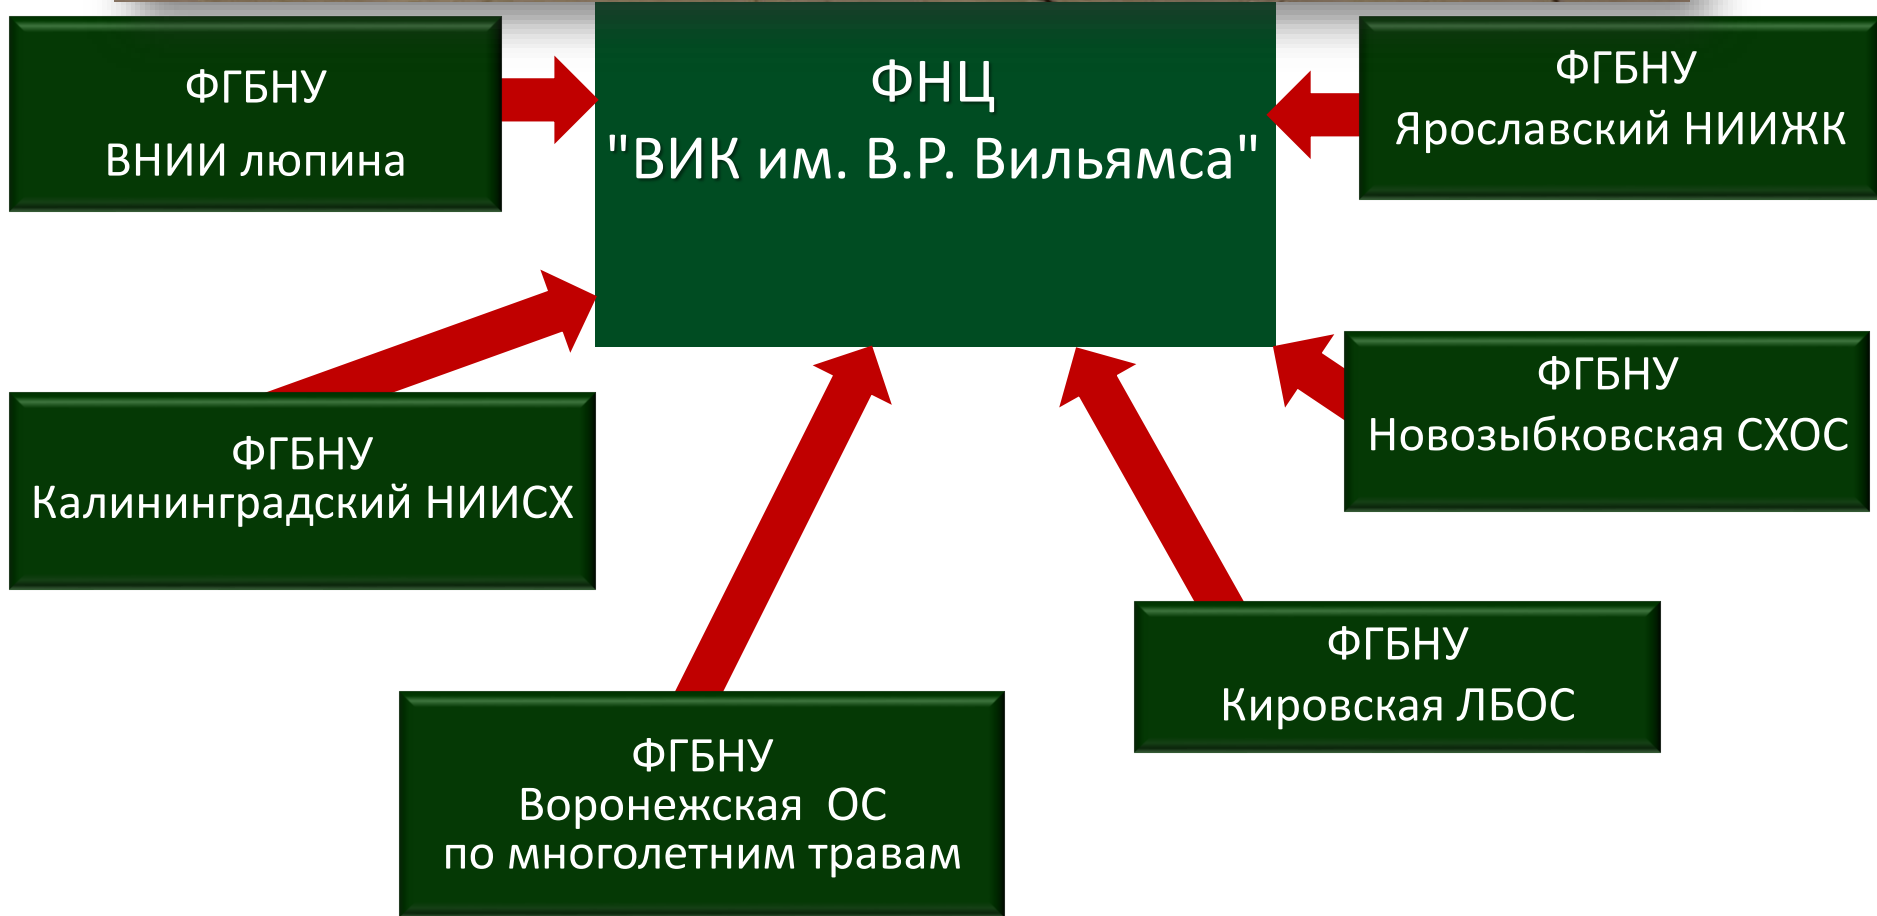 ФГБНУ
ВНИИ люпина
ФНЦ
"ВИК им. В.Р. Вильямса"
ФГБНУ
Ярославский НИИЖК
ФГБНУ
Калининградский НИИСХ
ФГБНУ
Новозыбковская СХОС
ФГБНУ
Воронежская  ОС
по многолетним травам
ФГБНУ
Кировская ЛБОС